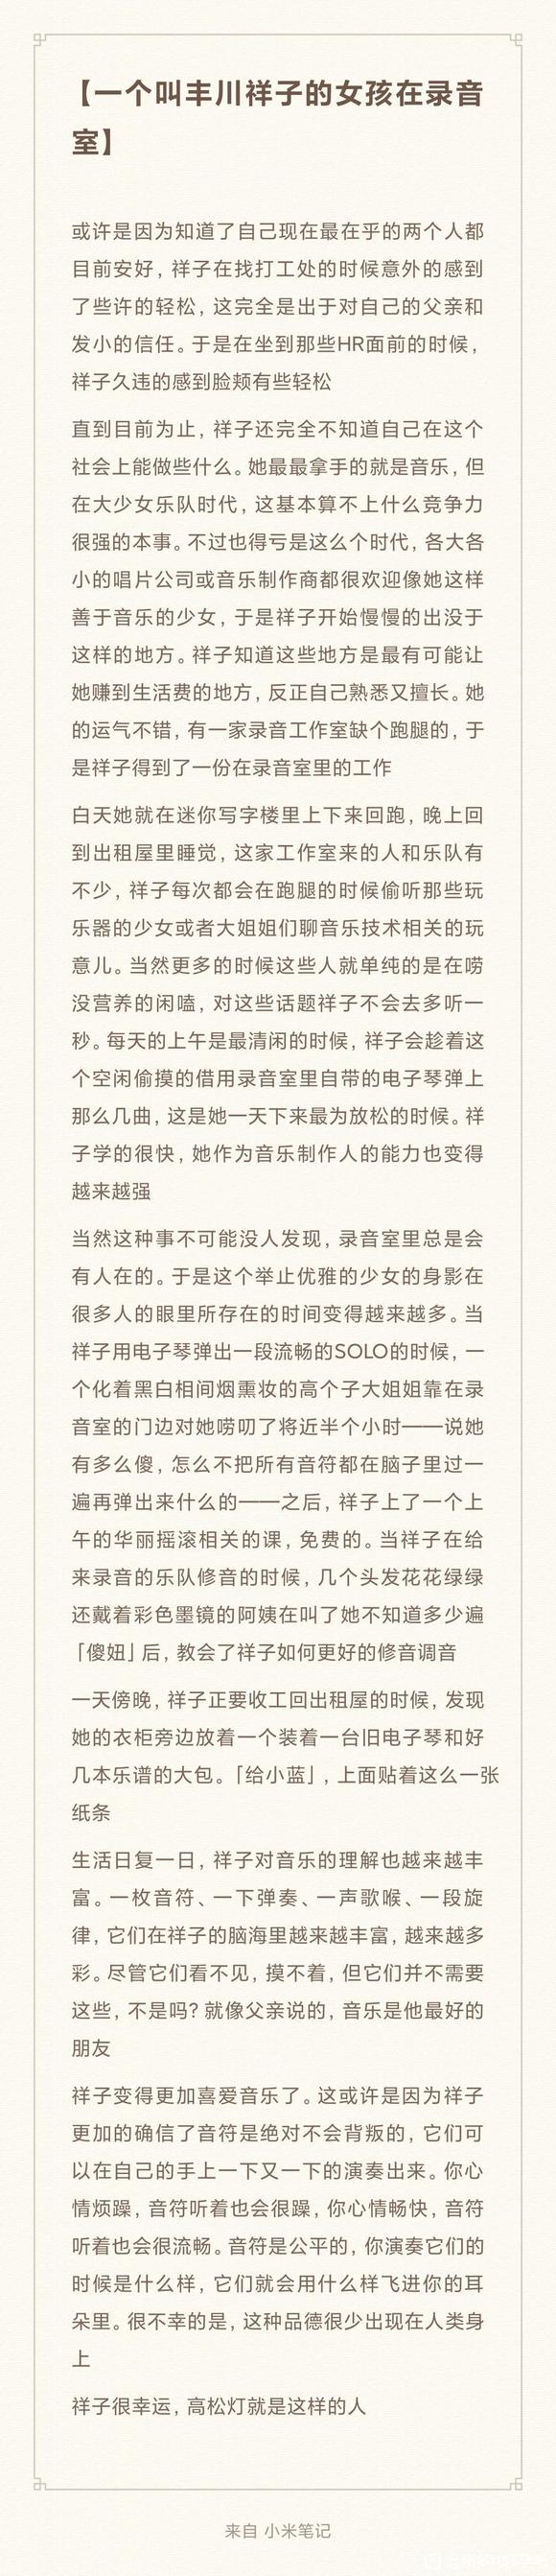 【一个叫丰川祥子的女孩在录音
室】
或许是因为知道了自己现在最在乎的两个人都
目前安好，祥子在找打工处的时候意外的感到
了些许的轻松，这完全是出于对自己的父亲和
发小的信任。于是在坐到那些HR面前的时候，
祥子久违的感到脸颊有些轻松
直到目前为止，祥子还完全不知道自己在这个
社会上能做些什么。她最最拿手的就是音乐，但
在大少女乐队时代，这基本算不上什么竞争力
很强的本事。不过也得亏是这么个时代，各大各
小的唱片公司或音乐制作商都很欢迎像她这样
善于音乐的少女，于是祥子开始慢慢的出没于
这样的地方。祥子知道这些地方是最有可能让
她赚到生活费的地方，反正自己熟悉又擅长。她
的运气不错，有一家录音工作室缺个跑腿的，于
是祥子得到了一份在录音室里的工作
白天她就在迷你写字楼里上下来回跑，晚上回
到出租屋里睡觉，这家工作室来的人和乐队有
不少，祥子每次都会在跑腿的时候偷听那些玩
乐器的少女或者大姐姐们聊音乐技术相关的玩
意儿。当然更多的时候这些人就单纯的是在唠
没营养的闲嗑，对这些话题祥子不会去多听一
秒。每天的上午是最清闲的时候，祥子会趁着这
个空闲偷摸的借用录音室里自带的电子琴弹上
那么几曲，这是她一天下来最为放松的时候。祥
子学的很快，她作为音乐制作人的能力也变得
越来越强
当然这种事不可能没人发现，录音室里总是会
有人在的。于是这个举止优雅的少女的身影在
很多人的眼里所存在的时间变得越来越多。当
祥子用电子琴弹出一段流畅的SOLO的时候，一
个化着黑白相间烟熏妆的高个子大姐姐靠在录
音室的门边对她唠叨了将近半个小时——说她
有多么傻，怎么不把所有音符都在脑子里过一
遍再弹出来什么的——之后，祥子上了一个上
午的华丽摇滚相关的课，免费的。当祥子在给
来录音的乐队修音的时候，几个头发花花绿绿
还戴着彩色墨镜的阿姨在叫了她不知道多少遍
「傻妞」后，教会了祥子如何更好的修音调音
一天傍晚，祥子正要收工回出租屋的时候，发现
她的衣柜旁边放着一个装着一台旧电子琴和好
几本乐谱的大包。「给小蓝」，上面贴着这么一张
纸条
生活日复一日，祥子对音乐的理解也越来越丰
富。一枚音符、一下弹奏、一声歌喉、一段旋
律，它们在祥子的脑海里越来越丰富，越来越多
彩。尽管它们看不见，摸不着，但它们并不需要
这些，不是吗？就像父亲说的，音乐是他最好的
朋友
祥子变得更加喜爱音乐了。这或许是因为祥子
更加的确信了音符是绝对不会背叛的，它们可
以在自己的手上一下又一下的演奏出来。你心
情烦躁，音符听着也会很躁，你心情畅快，音符
听着也会很流畅。音符是公平的，你演奏它们的
时候是什么样，它们就会用什么样飞进你的耳
朵里。很不幸的是，这种品德很少出现在人类身
上
祥子很幸运，高松灯就是这样的人
来自 小米笔记